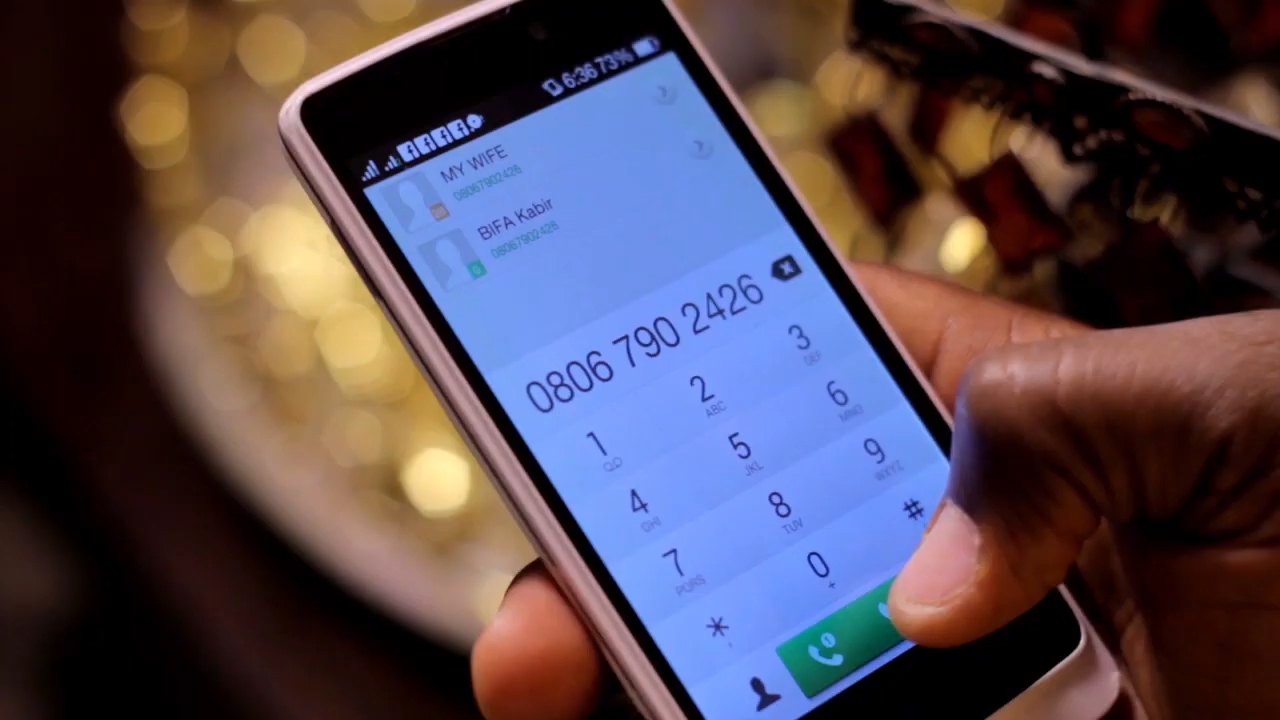 6:36 73%
MY WIFE
08067902426
BIFA Kabir
08067902426
0806 790 2426
1 2 ABC 3 DEF
4 GHI 5 JKL 6 MNO
7 PQRS 8 TUV 9 WXYZ
* , 0 + #
1